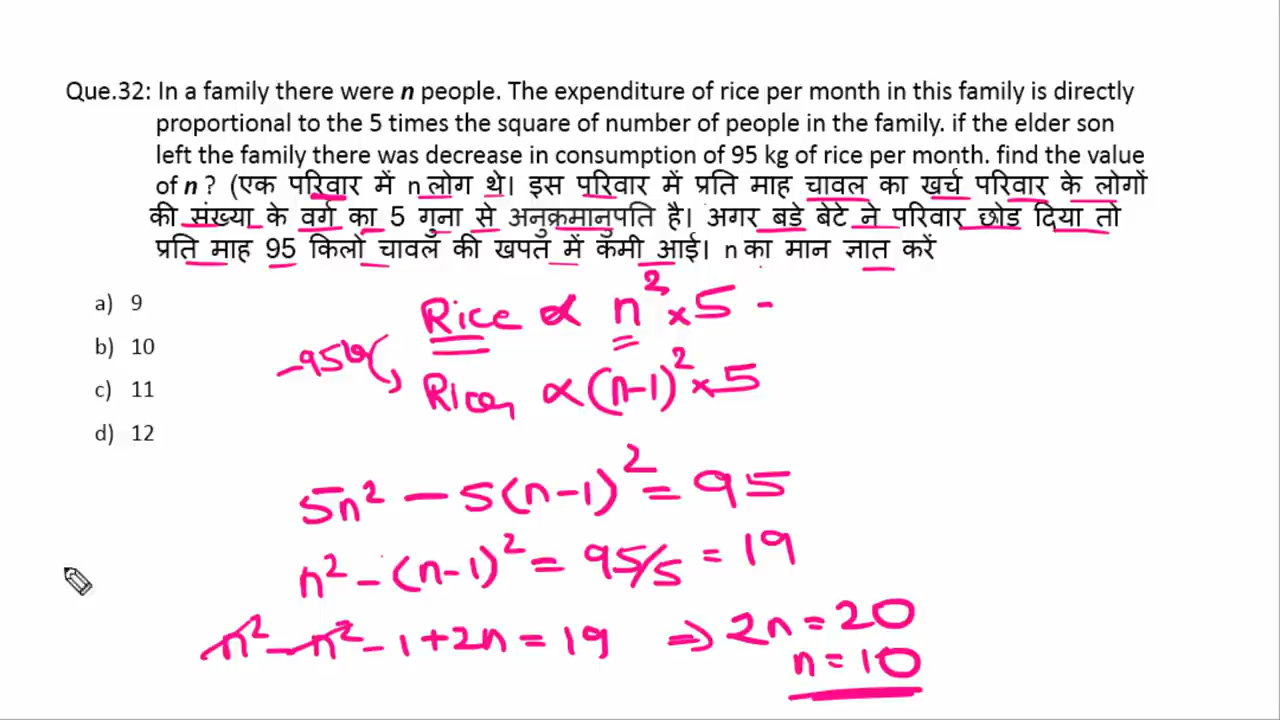 Que.32: In a family there were n people. The expenditure of rice per month in this family is directly
proportional to the 5 times the square of number of people in the family. if the elder son
left the family there was decrease in consumption of 95 kg of rice per month. find the value
of n ? (एक परिवार में n लोग थे। इस परिवार में प्रति माह चावल का खर्च परिवार के लोगों
की संख्या के वर्ग का 5 गुना से अनुक्रमानुपति है। अगर बडे बेटे ने परिवार छोड दिया तो
प्रति माह 95 किलो चावल की खपत में कमी आई। n का मान ज्ञात करें
a) 9
b) 10
c) 11
d) 12
Rice ∝ n² × 5 -
-95
∝ (n-1)² × 5
5n² - 5(n-1)² = 95
n² - (n-1)² = 95/5 = 19
n² - n² - 1 + 2n = 19 ⇒ 2n = 20
n = 10